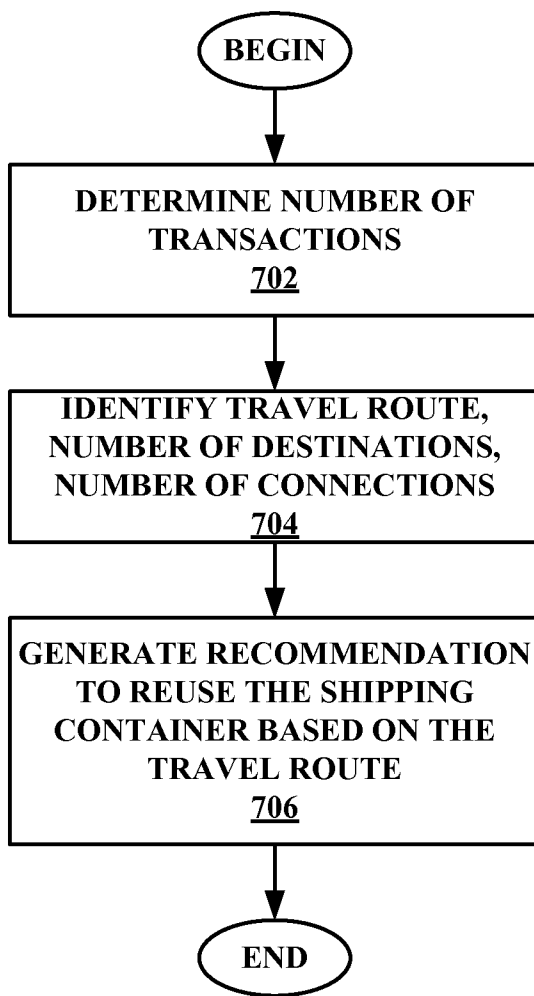 BEGIN
DETERMINE NUMBER OF
TRANSACTIONS
702
IDENTIFY TRAVEL ROUTE,
NUMBER OF DESTINATIONS,
NUMBER OF CONNECTIONS
704
GENERATE RECOMMENDATION
TO REUSE THE SHIPPING
CONTAINER BASED ON THE
TRAVEL ROUTE
706
END